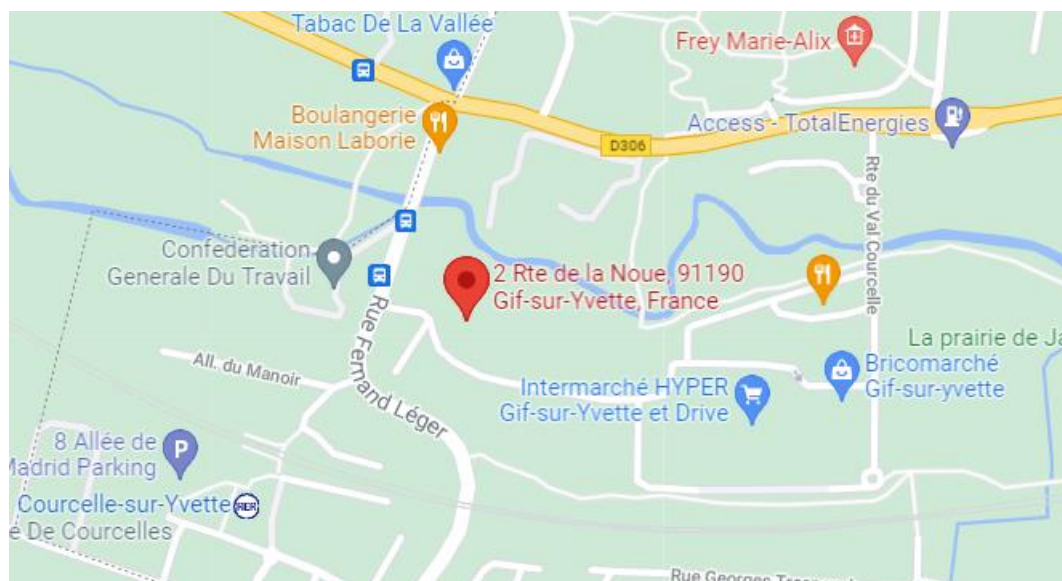 Tabac De La Vallée
Frey Marie-Alix
Boulangerie
Maison Laborie
Access - TotalEnergies
D306
Rte du Val Courcelle
Confédération
Generale Du Travail
2 Rte de la Noue, 91190
Gif-sur-Yvette, France
Rue Fernand Léger
La prairie de
All. du Manoir
Bricomarché
Gif-sur-yvette
Intermarché HYPER
Gif-sur-Yvette et Drive
8 Allée de
Madrid Parking
P
Courcelle-sur-Yvette
RER
De Courcelles
Rue Georges